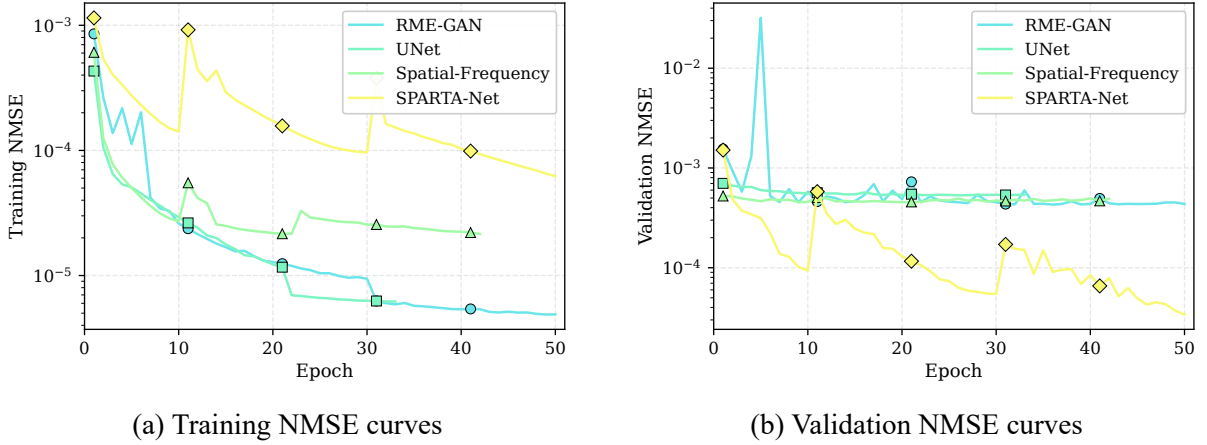 10⁻³
10⁻⁴
10⁻⁵
Training NMSE
RME-GAN
UNet
Spatial-Frequency
SPARTA-Net
0 10 20 30 40 50
Epoch
(a) Training NMSE curves
10⁻²
10⁻³
10⁻⁴
Validation NMSE
RME-GAN
UNet
Spatial-Frequency
SPARTA-Net
0 10 20 30 40 50
Epoch
(b) Validation NMSE curves